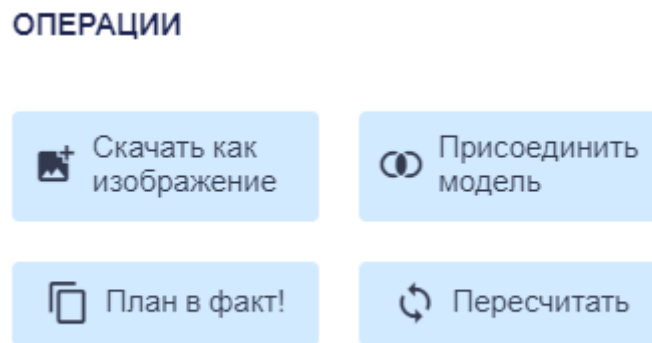 ОПЕРАЦИИ
Скачать как
изображение
Присоединить
модель
План в факт!
Пересчитать